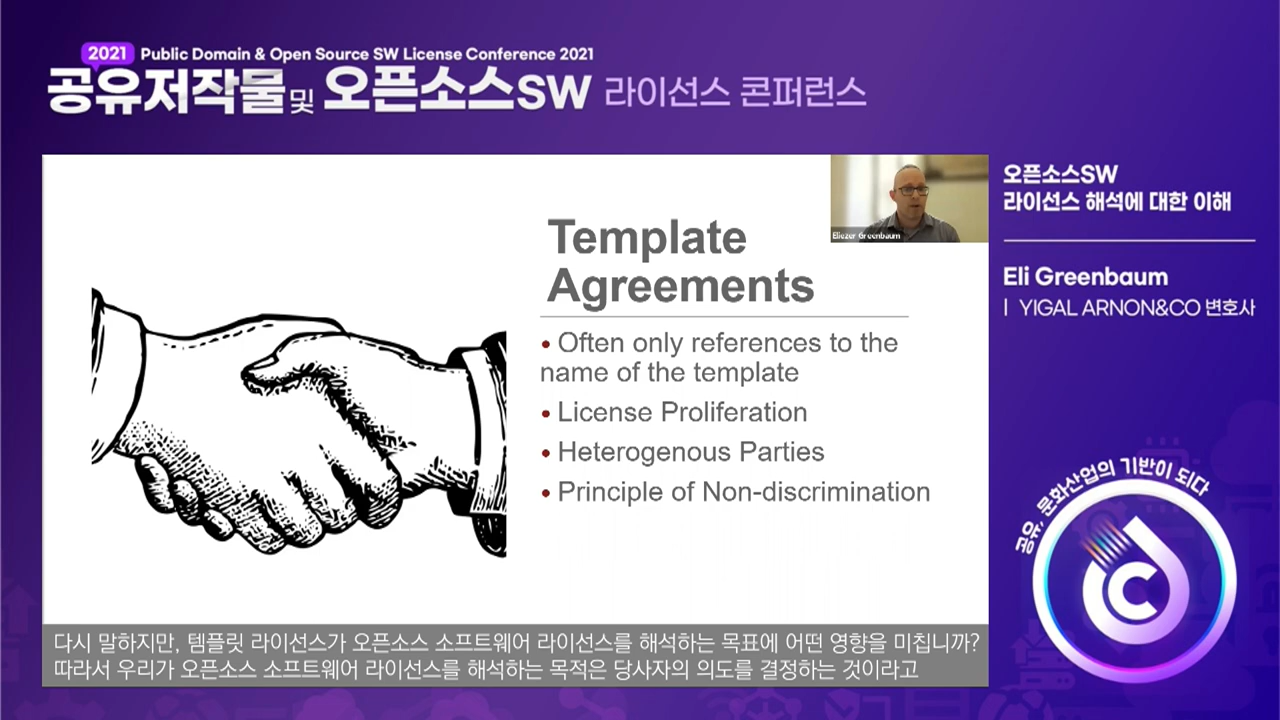 2021 Public Domain & Open Source SW License Conference 2021
공유저작물 및 오픈소스SW 라이선스 콘퍼런스
Eliezer Greenbaum
Template
Agreements
• Often only references to the
name of the template
• License Proliferation
• Heterogenous Parties
• Principle of Non-discrimination
오픈소스SW
라이선스 해석에 대한 이해
Eli Greenbaum
| YIGAL ARNON&CO 변호사
공유, 문화산업의 기반이 되다
C
다시 말하지만, 템플릿 라이선스가 오픈소스 소프트웨어 라이선스를 해석하는 목표에 어떤 영향을 미칩니까?
따라서 우리가 오픈소스 소프트웨어 라이선스를 해석하는 목적은 당사자의 의도를 결정하는 것이라고